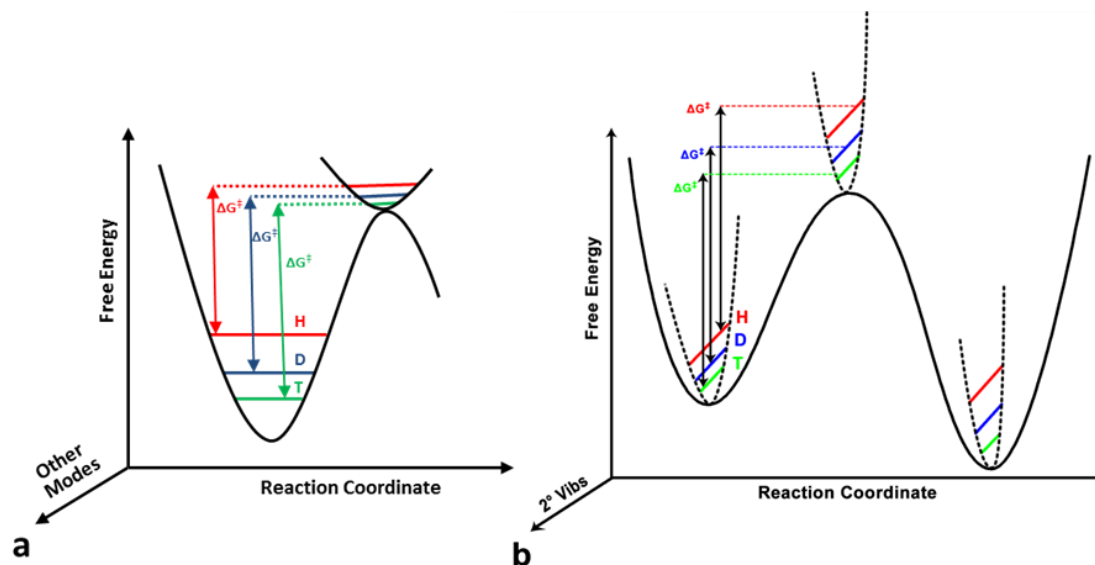 Free Energy
ΔG‡
ΔG‡
ΔG‡
H
D
T
Other
Modes
Reaction Coordinate
a
Free Energy
ΔG‡
ΔG‡
ΔG‡
H
D
T
2° Vibs
Reaction Coordinate
b